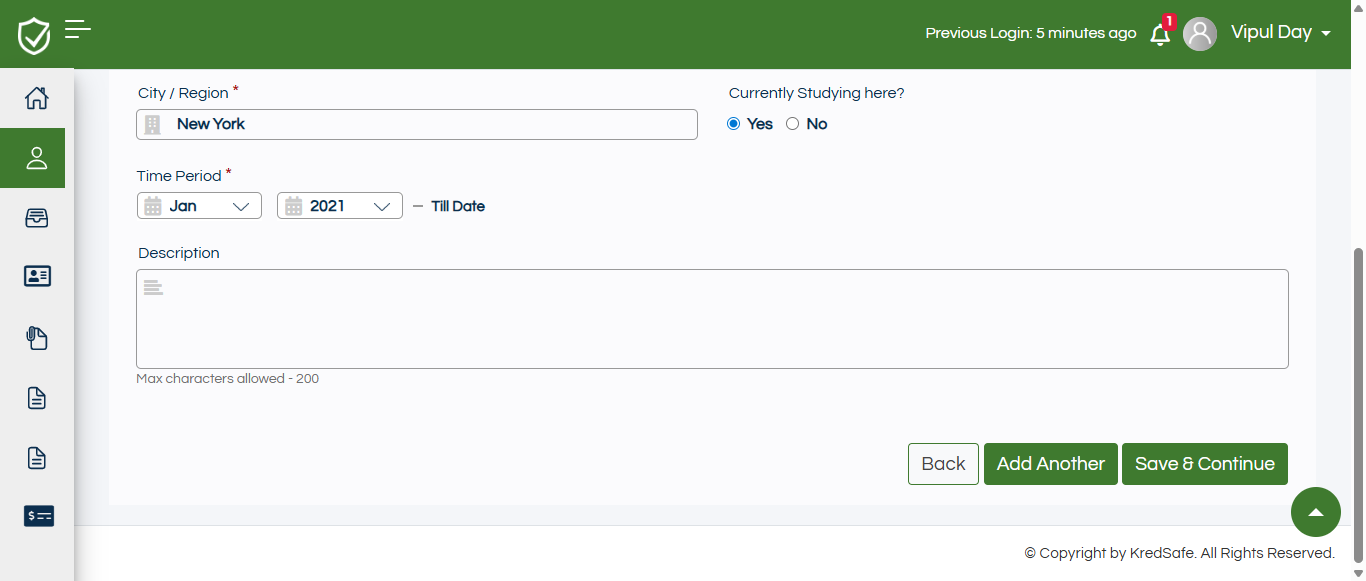 Previous Login: 5 minutes ago 1 Vipul Day
City / Region * Currently Studying here?
New York Yes No
Time Period *
Jan 2021 – Till Date
Description
Max characters allowed - 200
Back Add Another Save & Continue
$
© Copyright by KredSafe. All Rights Reserved.